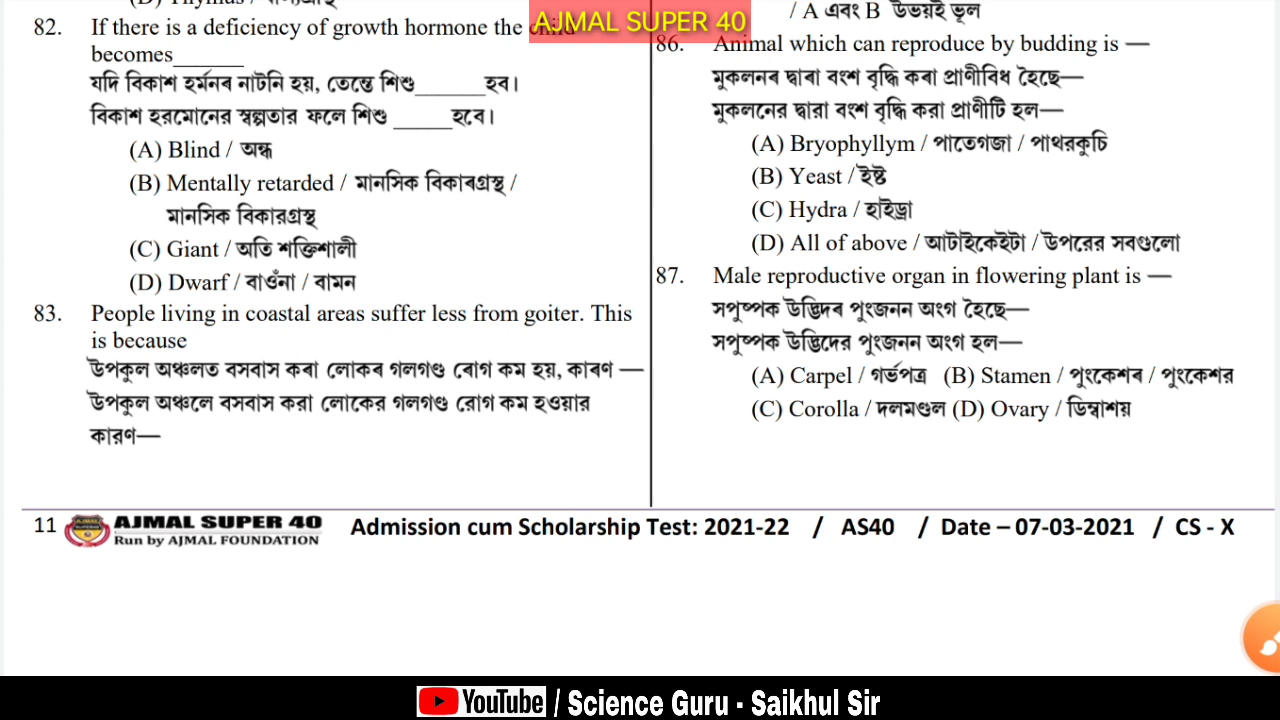 AJMAL SUPER 40
82. If there is a deficiency of growth hormone the child
becomes______
যদি বিকাশ হৰ্মনৰ নাটনি হয়, তেন্তে শিশু______হব।
বিকাশ হরমোনের স্বল্পতার ফলে শিশু _____হবে।
(A) Blind / অন্ধ
(B) Mentally retarded / মানসিক বিকাৰগ্ৰস্থ /
মানসিক বিকারগ্রস্থ
(C) Giant / অতি শক্তিশালী
(D) Dwarf / বাওঁনা / বামন
83. People living in coastal areas suffer less from goiter. This
is because
উপকুল অঞ্চলত বসবাস কৰা লোকৰ গলগণ্ড ৰোগ কম হয়, কাৰণ —
উপকুল অঞ্চলে বসবাস করা লোকের গলগণ্ড রোগ কম হওয়ার
কারণ—
/ A এবং B উভয়ই ভূল
86. Animal which can reproduce by budding is —
মুকলনৰ দ্বাৰা বংশ বৃদ্ধি কৰা প্ৰাণীবিধ হৈছে—
মুকলনের দ্বারা বংশ বৃদ্ধি করা প্রাণীটি হল—
(A) Bryophyllym / পাতেগজা / পাথরকুচি
(B) Yeast / ইষ্ট
(C) Hydra / হাইড্রা
(D) All of above / আটাইকেইটা / উপরের সবগুলো
87. Male reproductive organ in flowering plant is —
সপুষ্পক উদ্ভিদৰ পুংজনন অংগ হৈছে—
সপুষ্পক উদ্ভিদের পুংজনন অংগ হল—
(A) Carpel / গৰ্ভপত্ৰ (B) Stamen / পুংকেশৰ / পুংকেশর
(C) Corolla / দলমণ্ডল (D) Ovary / ডিম্বাশয়
11 AJMAL SUPER 40 Admission cum Scholarship Test: 2021-22 / AS40 / Date – 07-03-2021 / CS - X
Run by AJMAL FOUNDATION
YouTube / Science Guru - Saikhul Sir